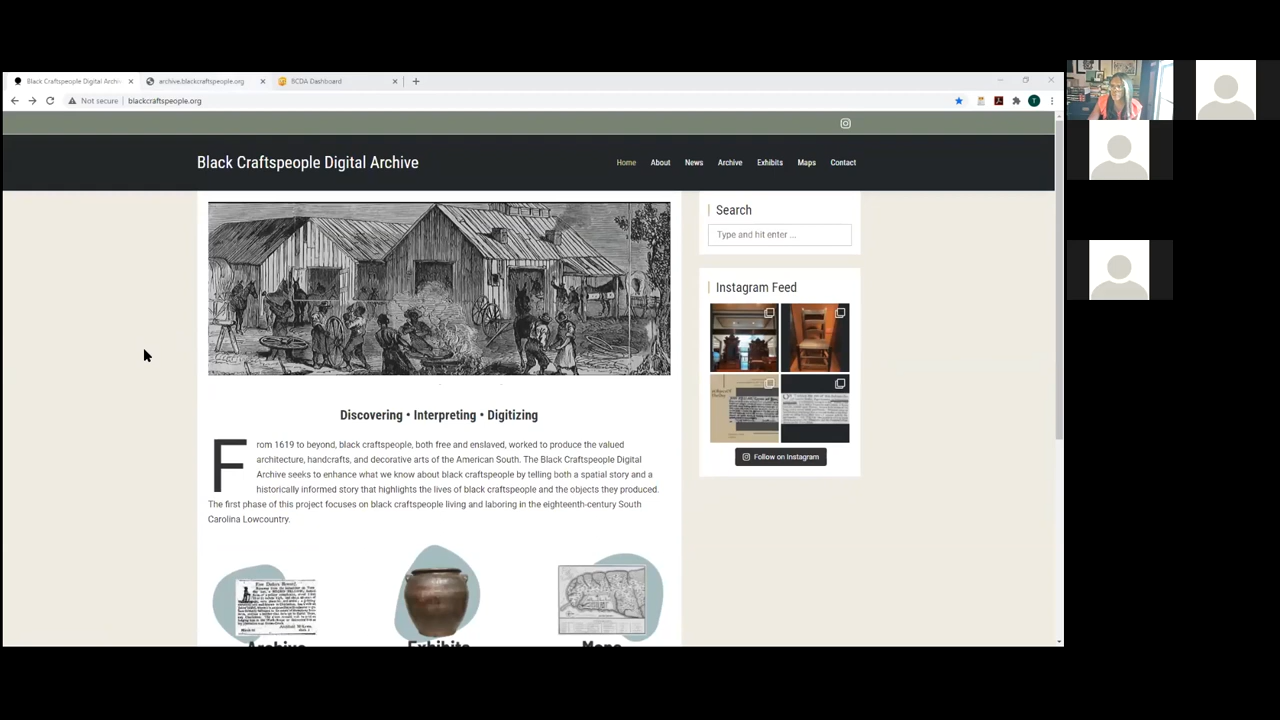 Black Craftspeople Digital Archiv
archive.blackcraftspeople.org
BCDA Dashboard
Not secure
blackcraftspeople.org
T
Black Craftspeople Digital Archive
Home About News Archive Exhibits Maps Contact
Search
Type and hit enter ...
Instagram Feed
Follow on Instagram
Discovering • Interpreting • Digitizing
From 1619 to beyond, black craftspeople, both free and enslaved, worked to produce the valued
architecture, handcrafts, and decorative arts of the American South. The Black Craftspeople Digital
Archive seeks to enhance what we know about black craftspeople by telling both a spatial story and a
historically informed story that highlights the lives of black craftspeople and the objects they produced.
The first phase of this project focuses on black craftspeople living and laboring in the eighteenth-century South
Carolina Lowcountry.
Archive Exhibits Maps